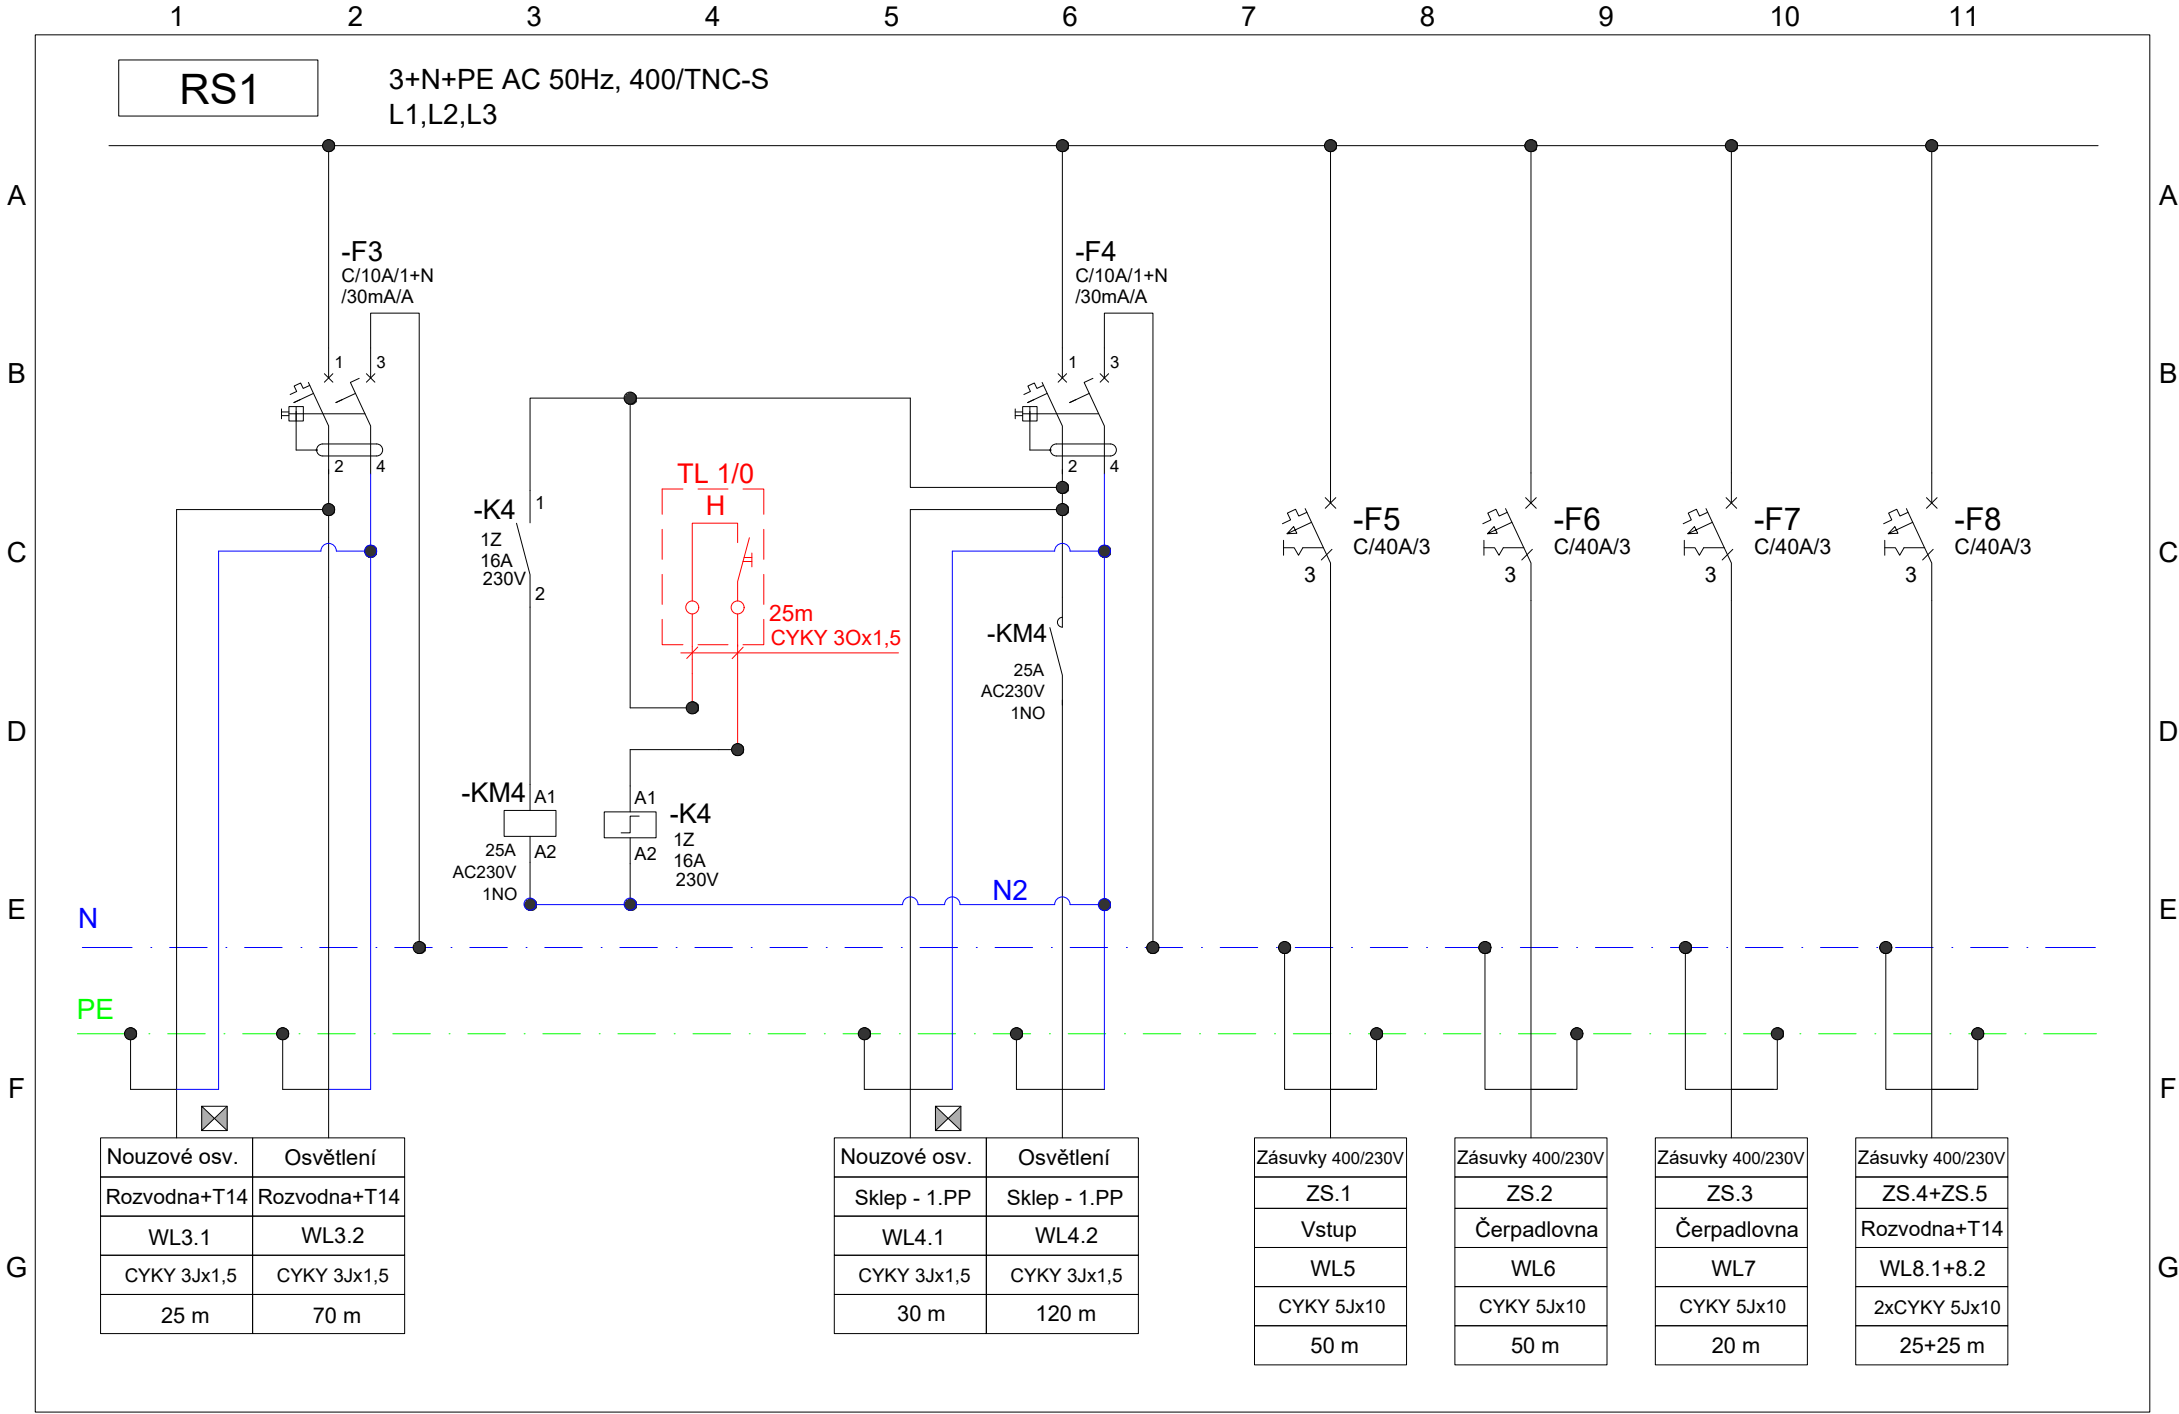 1 2 3 4 5 6 7 8 9 10 11
RS1
3+N+PE AC 50Hz, 400/TNC-S
L1,L2,L3
A A
-F3
C/10A/1+N
/30mA/A
-F4
C/10A/1+N
/30mA/A
B B
1 3
2 4
1 3
2 4
TL 1/0
H
25m
CYKY 3Ox1,5
-K4
1Z
16A
230V
1
2
C C
-F5
C/40A/3
3
-F6
C/40A/3
3
-F7
C/40A/3
3
-F8
C/40A/3
3
-KM4
25A
AC230V
1NO
D D
-KM4
A1
A2
25A
AC230V
1NO
A1
A2
-K4
1Z
16A
230V
N2
E E
N
PE
F F
Nouzové osv. Osvětlení
Rozvodna+T14 Rozvodna+T14
WL3.1 WL3.2
CYKY 3Jx1,5 CYKY 3Jx1,5
25 m 70 m
Nouzové osv. Osvětlení
Sklep - 1.PP Sklep - 1.PP
WL4.1 WL4.2
CYKY 3Jx1,5 CYKY 3Jx1,5
30 m 120 m
Zásuvky 400/230V
ZS.1
Vstup
WL5
CYKY 5Jx10
50 m
Zásuvky 400/230V
ZS.2
Čerpadlovna
WL6
CYKY 5Jx10
50 m
Zásuvky 400/230V
ZS.3
Čerpadlovna
WL7
CYKY 5Jx10
20 m
Zásuvky 400/230V
ZS.4+ZS.5
Rozvodna+T14
WL8.1+8.2
2xCYKY 5Jx10
25+25 m
G G